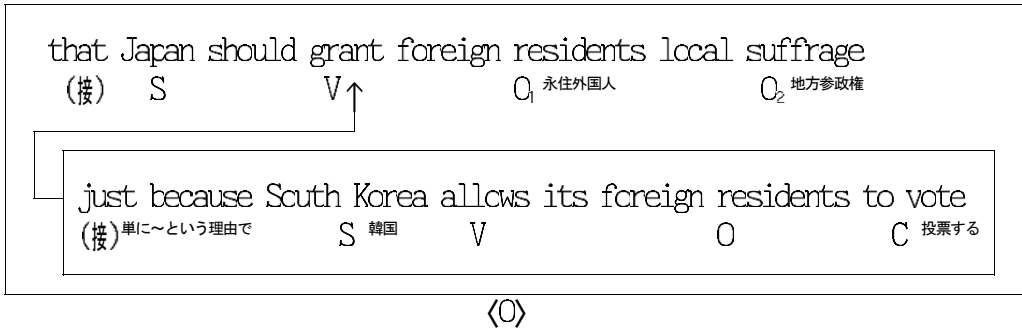 that Japan should grant foreign residents local suffrage
(接) S V O₁ 永住外国人 O₂ 地方参政権
just because South Korea allows its foreign residents to vote
(接) 単に～という理由で S 韓国 V O C 投票する
〈O〉